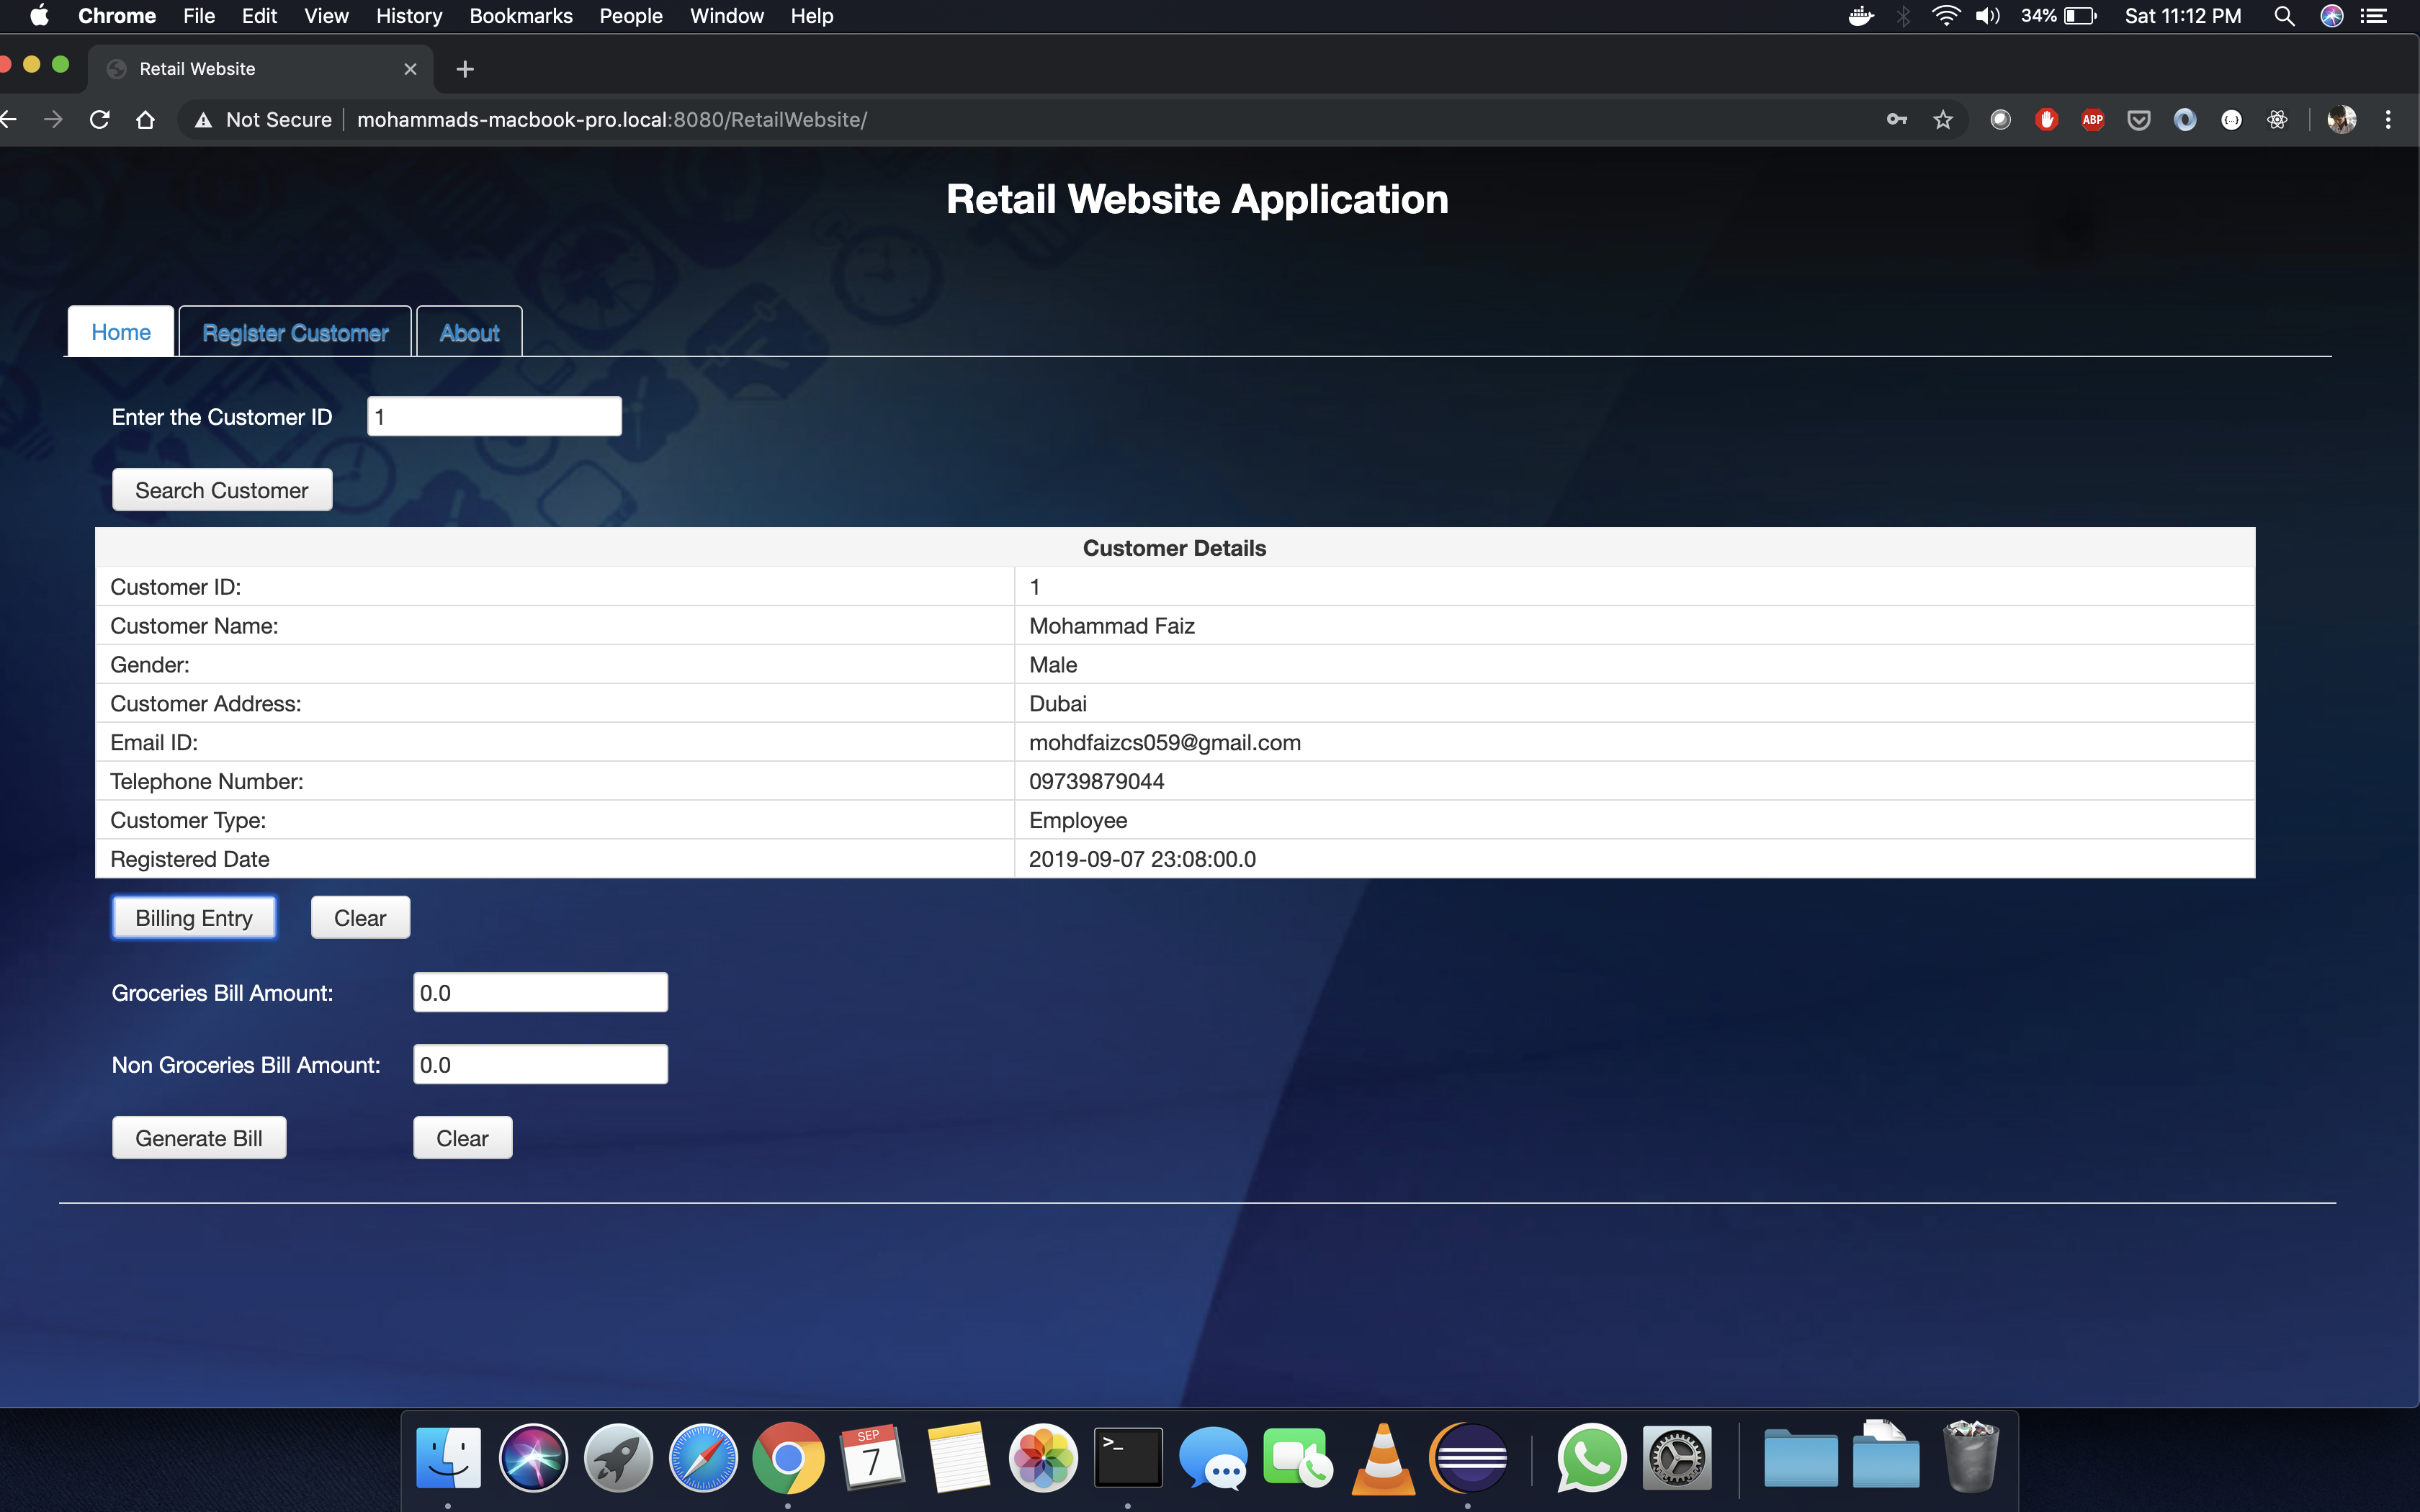 Chrome File Edit View History Bookmarks People Window Help 34% Sat 11:12 PM
Retail Website
Not Secure mohammads-macbook-pro.local:8080/RetailWebsite/ ABP
Retail Website Application
Home Register Customer About
Enter the Customer ID 1
Search Customer
Customer Details
Customer ID: 1
Customer Name: Mohammad Faiz
Gender: Male
Customer Address: Dubai
Email ID: mohdfaizcs059@gmail.com
Telephone Number: 09739879044
Customer Type: Employee
Registered Date 2019-09-07 23:08:00.0
Billing Entry Clear
Groceries Bill Amount: 0.0
Non Groceries Bill Amount: 0.0
Generate Bill Clear
SEP
7
>_